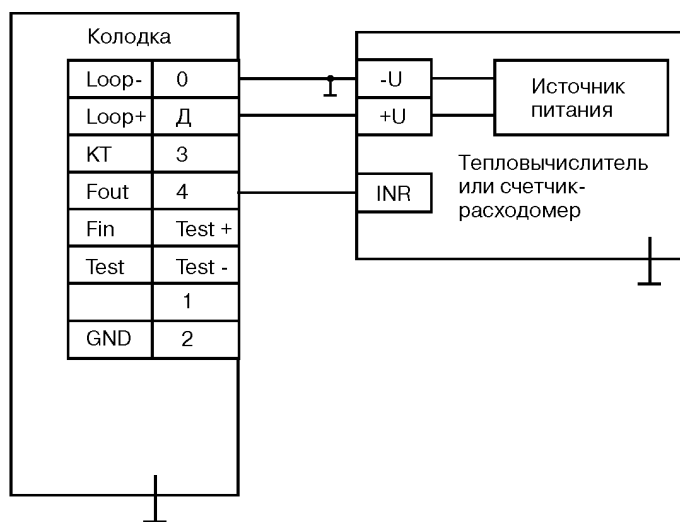 Колодка
Loop- 0
Loop+ Д
КТ 3
Fout 4
Fin Test +
Test Test -
1
GND 2
-U
+U
INR
Источник
питания
Тепловычислитель
или счетчик-
расходомер